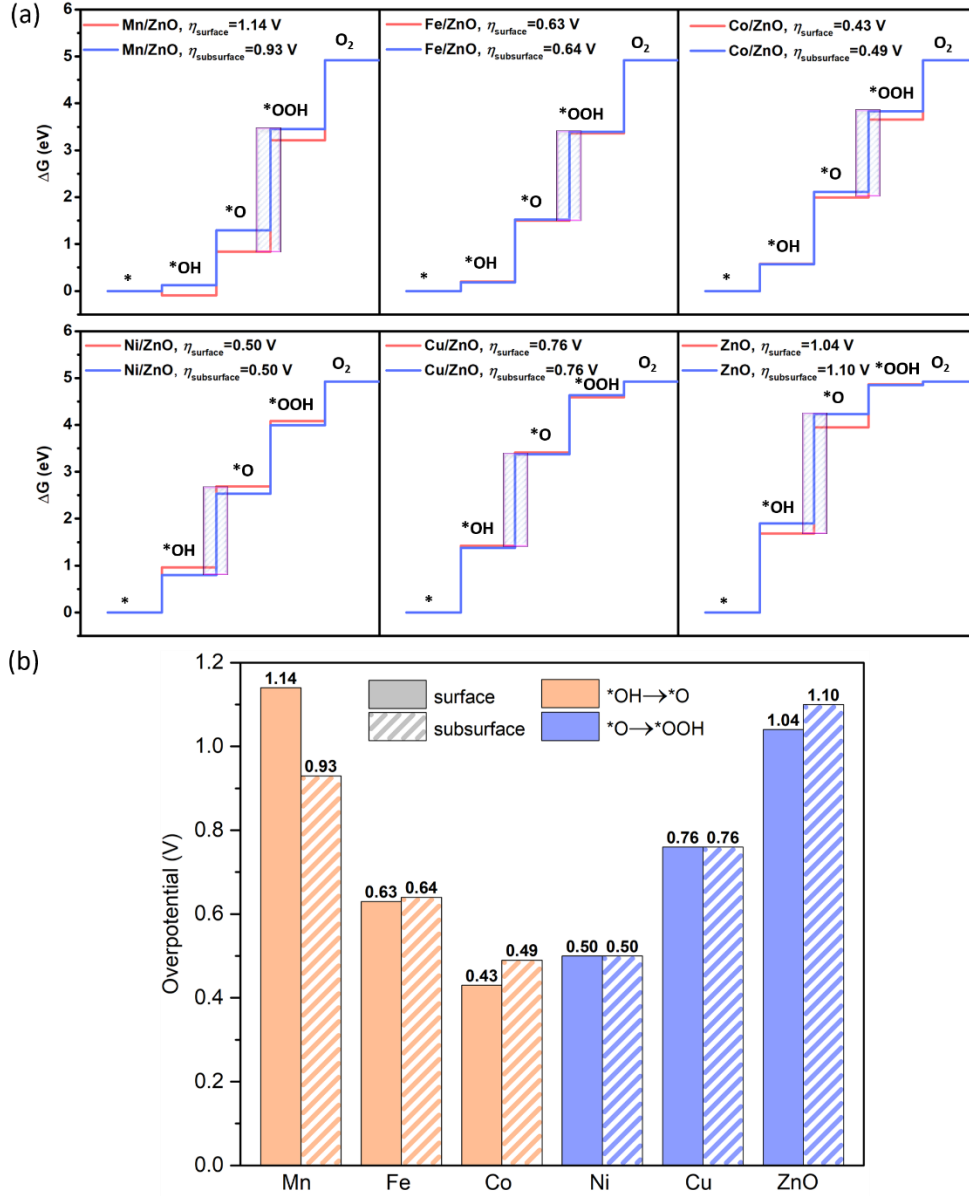 (a)
Mn/ZnO, ηsurface=1.14 V
Mn/ZnO, ηsubsurface=0.93 V
O2
*OOH
*O
*OH
*
Fe/ZnO, ηsurface=0.63 V
Fe/ZnO, ηsubsurface=0.64 V
O2
*OOH
*O
*OH
*
Co/ZnO, ηsurface=0.43 V
Co/ZnO, ηsubsurface=0.49 V
O2
*OOH
*O
*OH
*
6
5
4
3
2
1
0
ΔG (eV)
Ni/ZnO, ηsurface=0.50 V
Ni/ZnO, ηsubsurface=0.50 V
O2
*OOH
*O
*OH
*
Cu/ZnO, ηsurface=0.76 V
Cu/ZnO, ηsubsurface=0.76 V
O2
*OOH
*O
*OH
*
ZnO, ηsurface=1.04 V
ZnO, ηsubsurface=1.10 V
O2
*OOH
*O
*OH
*
6
5
4
3
2
1
0
ΔG (eV)
(b)
1.2
1.0
0.8
0.6
0.4
0.2
0.0
Overpotential (V)
surface
subsurface
*OH→*O
*O→*OOH
1.14
0.93
0.63
0.64
0.43
0.49
0.50
0.50
0.76
0.76
1.04
1.10
Mn Fe Co Ni Cu ZnO